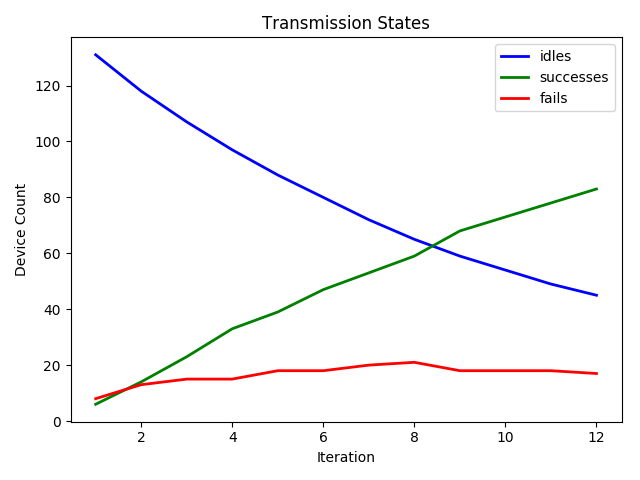 Transmission States
idles
successes
fails
Device Count
120
100
80
60
40
20
0
2 4 6 8 10 12
Iteration